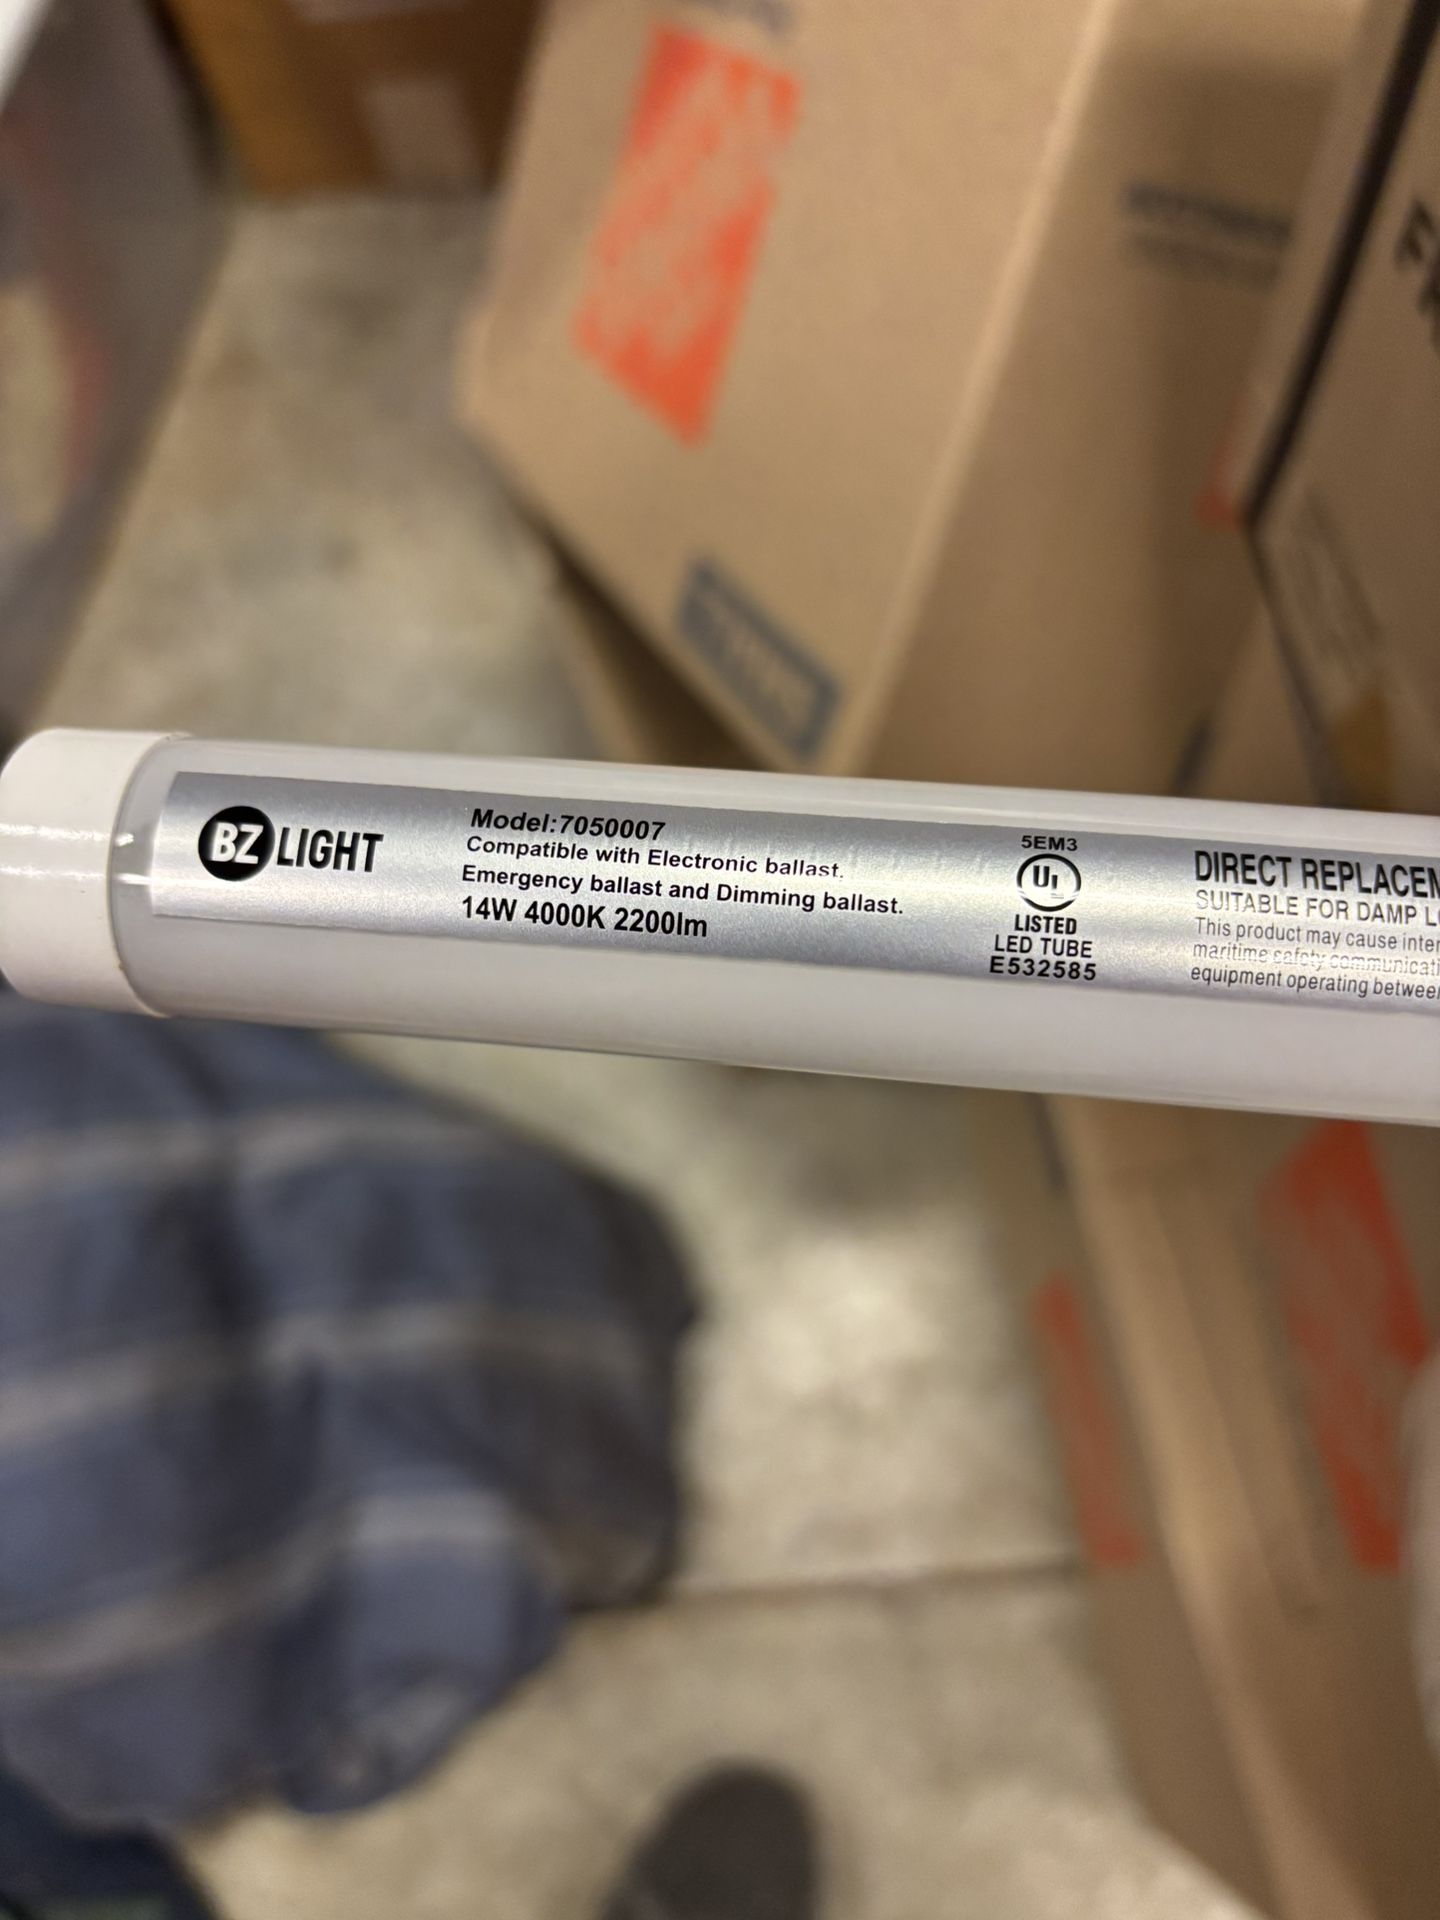 BZ LIGHT
Model:7050007
Compatible with Electronic ballast.
Emergency ballast and Dimming ballast.
14W 4000K 2200lm
5EM3
UL
LISTED
LED TUBE
E532585
DIRECT REPLACEM
SUITABLE FOR DAMP L
This product may cause inter
maritime safety communicati
equipment operating between